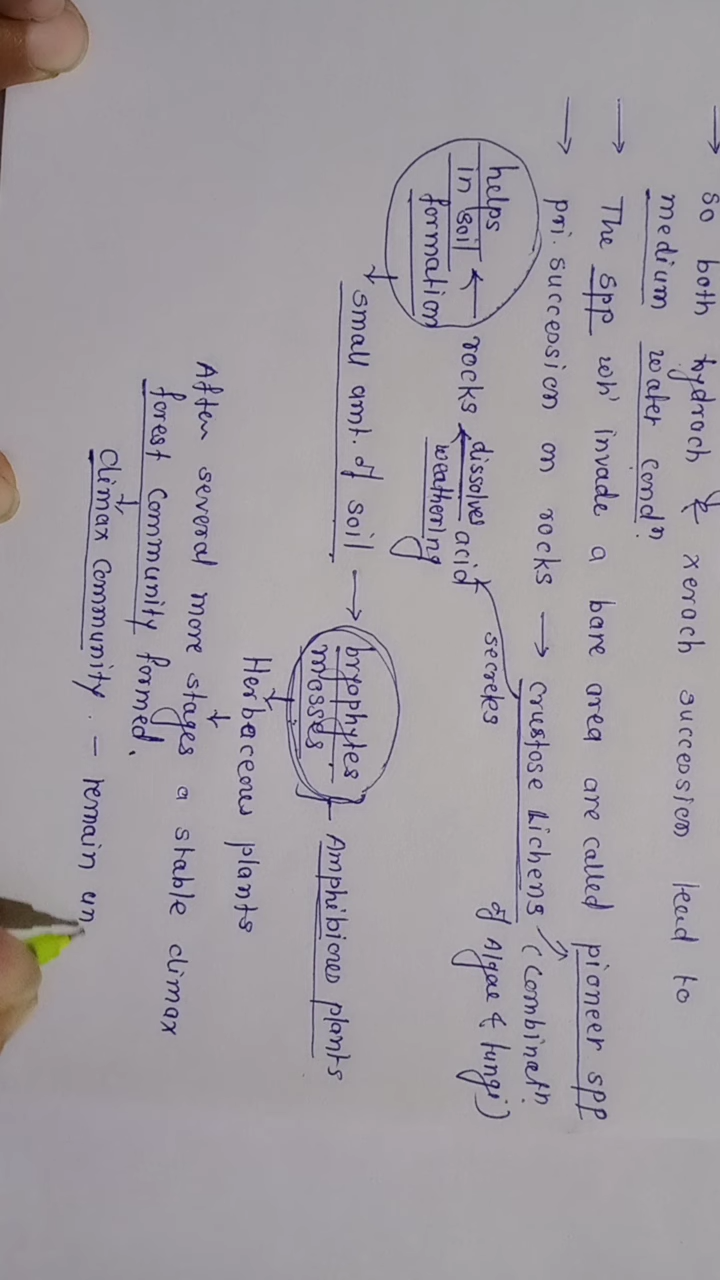 → so both hydrach & xerach succession lead to
medium water condn.
→ The spp wh' invade a bare area are called pioneer spp
→ pri. succession on rocks → crustose lichens (combinatn
of Algae & fungi)
secretes
helps in soil formation ← rocks dissolves acid
weathering
small amt. of soil → bryophytes
mosses
Amphibious plants
Herbaceous plants
After several more stages a stable climax
forest community formed.
climax community. - remain un